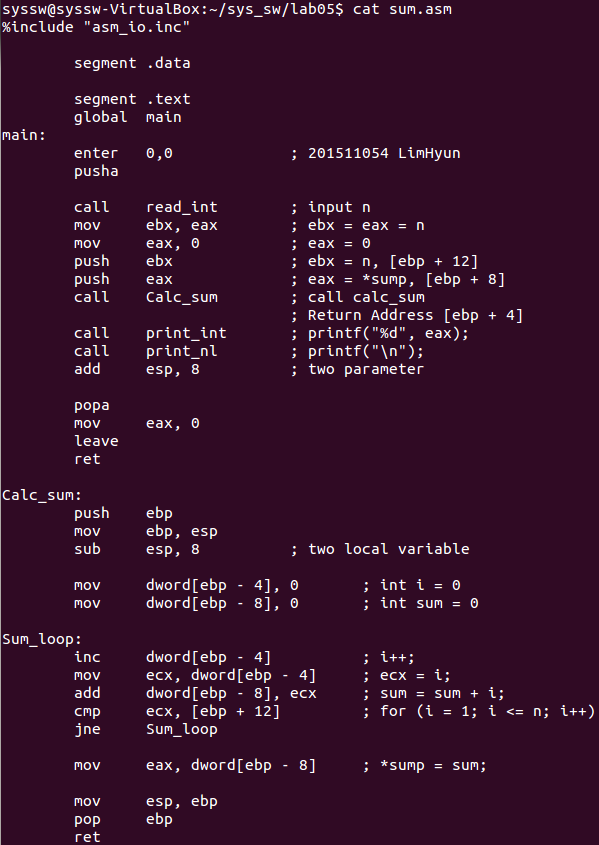 syssw@syssw-VirtualBox:~/sys_sw/lab05$ cat sum.asm
%include "asm_io.inc"
segment .data
segment .text
global main
main:
enter 0,0 ; 201511054 LimHyun
pusha
call read_int ; input n
mov ebx, eax ; ebx = eax = n
mov eax, 0 ; eax = 0
push ebx ; ebx = n, [ebp + 12]
push eax ; eax = *sump, [ebp + 8]
call Calc_sum ; call calc_sum
; Return Address [ebp + 4]
call print_int ; printf("%d", eax);
call print_nl ; printf("\n");
add esp, 8 ; two parameter
popa
mov eax, 0
leave
ret
Calc_sum:
push ebp
mov ebp, esp
sub esp, 8 ; two local variable
mov dword[ebp - 4], 0 ; int i = 0
mov dword[ebp - 8], 0 ; int sum = 0
Sum_loop:
inc dword[ebp - 4] ; i++;
mov ecx, dword[ebp - 4] ; ecx = i;
add dword[ebp - 8], ecx ; sum = sum + i;
cmp ecx, [ebp + 12] ; for (i = 1; i <= n; i++)
jne Sum_loop
mov eax, dword[ebp - 8] ; *sump = sum;
mov esp, ebp
pop ebp
ret